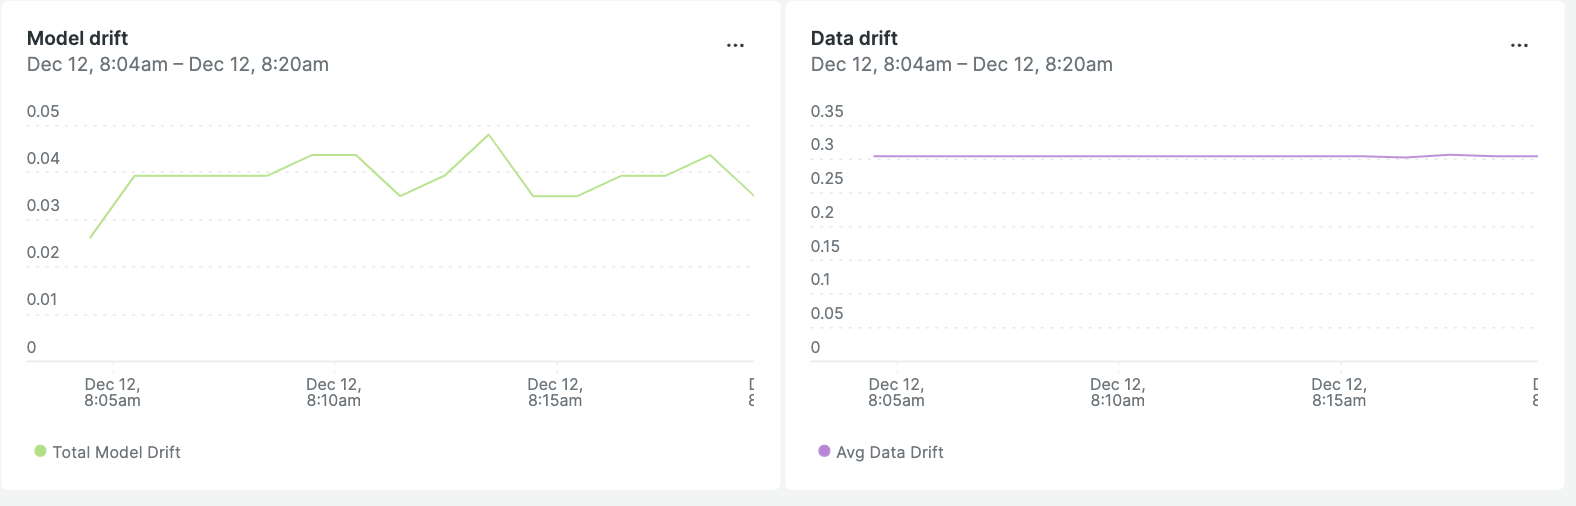 Model drift
...
Dec 12, 8:04am – Dec 12, 8:20am
0.05
0.04
0.03
0.02
0.01
0
Dec 12,
8:05am
Dec 12,
8:10am
Dec 12,
8:15am
Total Model Drift
Data drift
...
Dec 12, 8:04am – Dec 12, 8:20am
0.35
0.3
0.25
0.2
0.15
0.1
0.05
0
Dec 12,
8:05am
Dec 12,
8:10am
Dec 12,
8:15am
Avg Data Drift